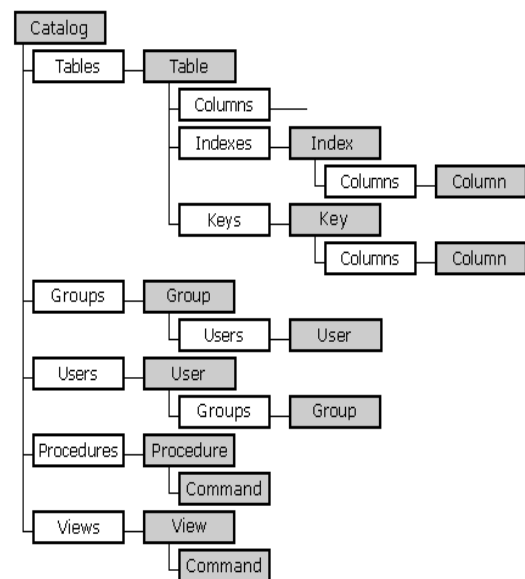 Catalog
Tables Table
Columns
Indexes Index
Columns Column
Keys Key
Columns Column
Groups Group
Users User
Users User
Groups Group
Procedures Procedure
Command
Views View
Command